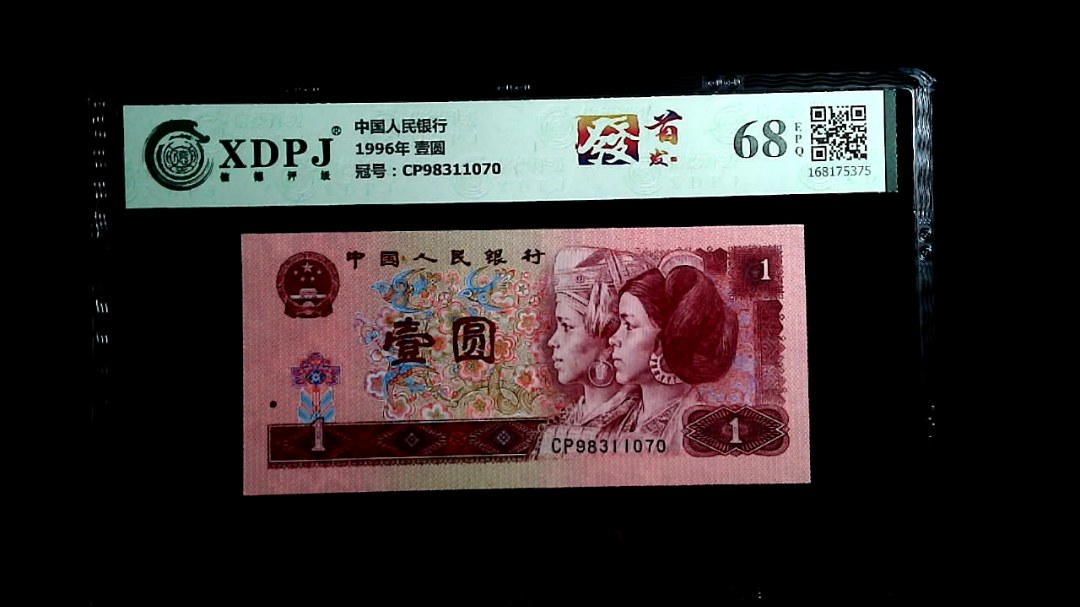 XDPJ®
中国人民银行
1996年 壹圆
冠号：CP98311070
發
首发
68
EPQ
168175375
中国人民银行
1
壹圆
1
CP98311070
1